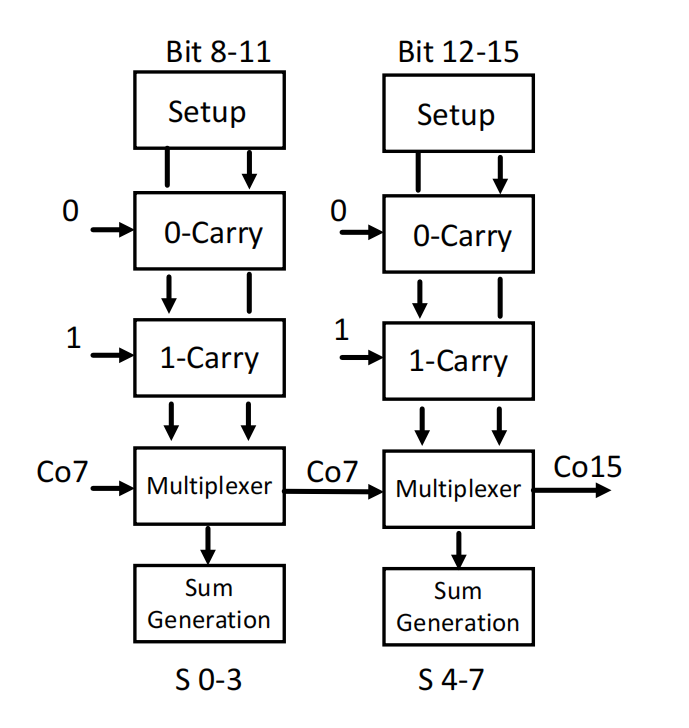 Bit 8-11
Bit 12-15
Setup
Setup
0
0-Carry
0
0-Carry
1
1-Carry
1
1-Carry
Co7
Multiplexer
Co7
Multiplexer
Co15
Sum
Generation
Sum
Generation
S 0-3
S 4-7